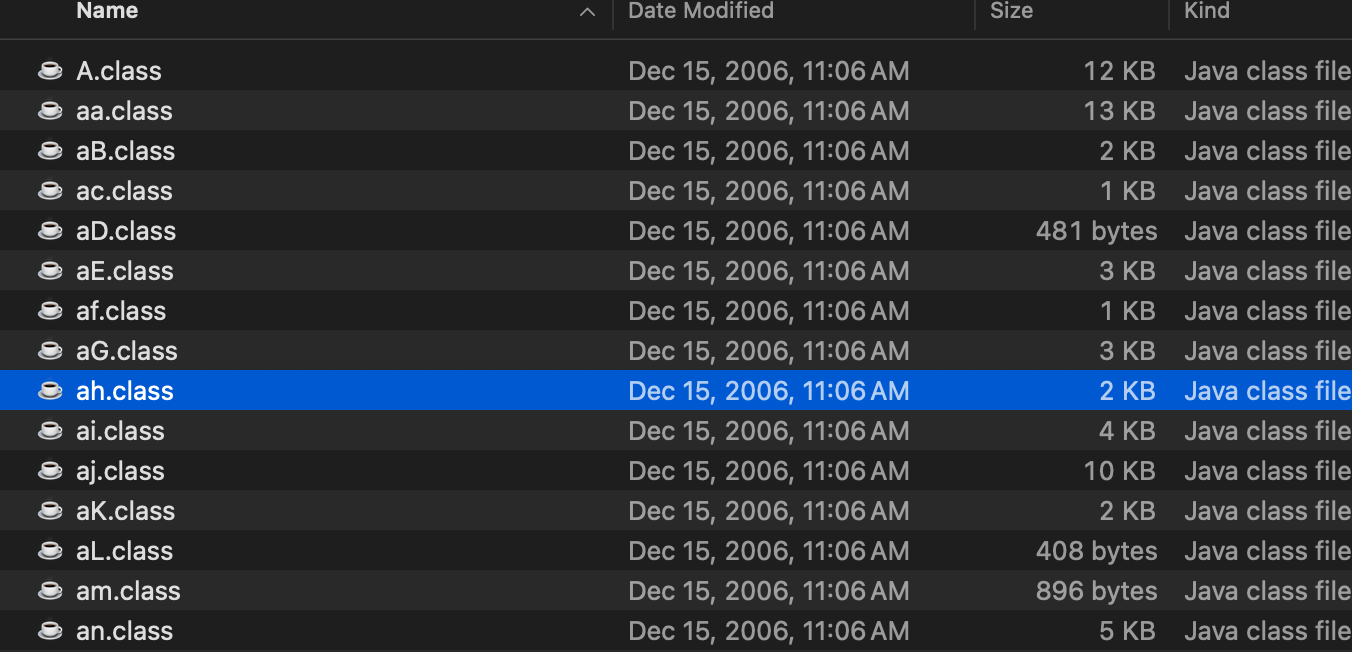 Name Date Modified Size Kind
A.class Dec 15, 2006, 11:06 AM 12 KB Java class file
aa.class Dec 15, 2006, 11:06 AM 13 KB Java class file
aB.class Dec 15, 2006, 11:06 AM 2 KB Java class file
ac.class Dec 15, 2006, 11:06 AM 1 KB Java class file
aD.class Dec 15, 2006, 11:06 AM 481 bytes Java class file
aE.class Dec 15, 2006, 11:06 AM 3 KB Java class file
af.class Dec 15, 2006, 11:06 AM 1 KB Java class file
aG.class Dec 15, 2006, 11:06 AM 3 KB Java class file
ah.class Dec 15, 2006, 11:06 AM 2 KB Java class file
ai.class Dec 15, 2006, 11:06 AM 4 KB Java class file
aj.class Dec 15, 2006, 11:06 AM 10 KB Java class file
aK.class Dec 15, 2006, 11:06 AM 2 KB Java class file
aL.class Dec 15, 2006, 11:06 AM 408 bytes Java class file
am.class Dec 15, 2006, 11:06 AM 896 bytes Java class file
an.class Dec 15, 2006, 11:06 AM 5 KB Java class file